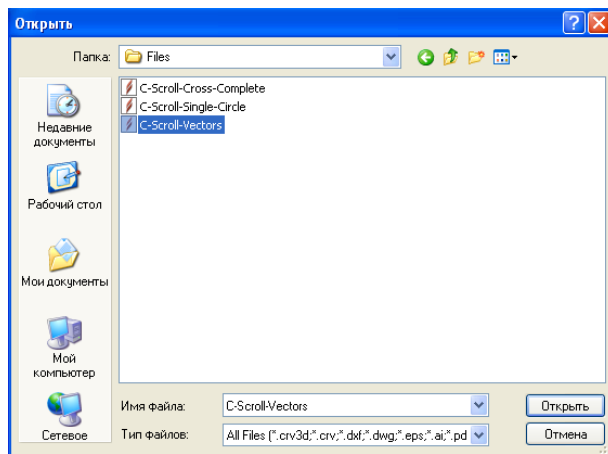 Открыть
Папка:
Files
C-Scroll-Cross-Complete
C-Scroll-Single-Circle
C-Scroll-Vectors
Недавние
документы
Рабочий стол
Мои документы
Мой
компьютер
Сетевое
Имя файла:
C-Scroll-Vectors
Открыть
Тип файлов:
All Files (*.crv3d;*.crv;*.dxf;*.dwg;*.eps;*.ai;*.pd
Отмена